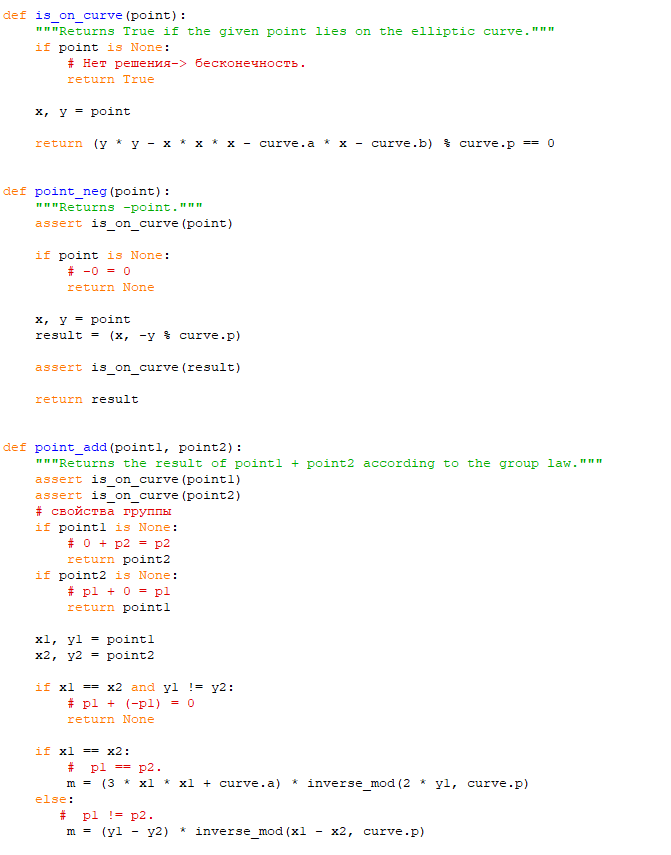 def is_on_curve(point):
    """Returns True if the given point lies on the elliptic curve."""
    if point is None:
        # Нет решения-> бесконечность.
        return True

    x, y = point

    return (y * y - x * x * x - curve.a * x - curve.b) % curve.p == 0


def point_neg(point):
    """Returns -point."""
    assert is_on_curve(point)

    if point is None:
        # -0 = 0
        return None

    x, y = point
    result = (x, -y % curve.p)

    assert is_on_curve(result)

    return result


def point_add(point1, point2):
    """Returns the result of point1 + point2 according to the group law."""
    assert is_on_curve(point1)
    assert is_on_curve(point2)
    # свойства группы
    if point1 is None:
        # 0 + p2 = p2
        return point2
    if point2 is None:
        # p1 + 0 = p1
        return point1

    x1, y1 = point1
    x2, y2 = point2

    if x1 == x2 and y1 != y2:
        # p1 + (-p1) = 0
        return None

    if x1 == x2:
        #  p1 == p2.
        m = (3 * x1 * x1 + curve.a) * inverse_mod(2 * y1, curve.p)
    else:
       #  p1 != p2.
        m = (y1 - y2) * inverse_mod(x1 - x2, curve.p)